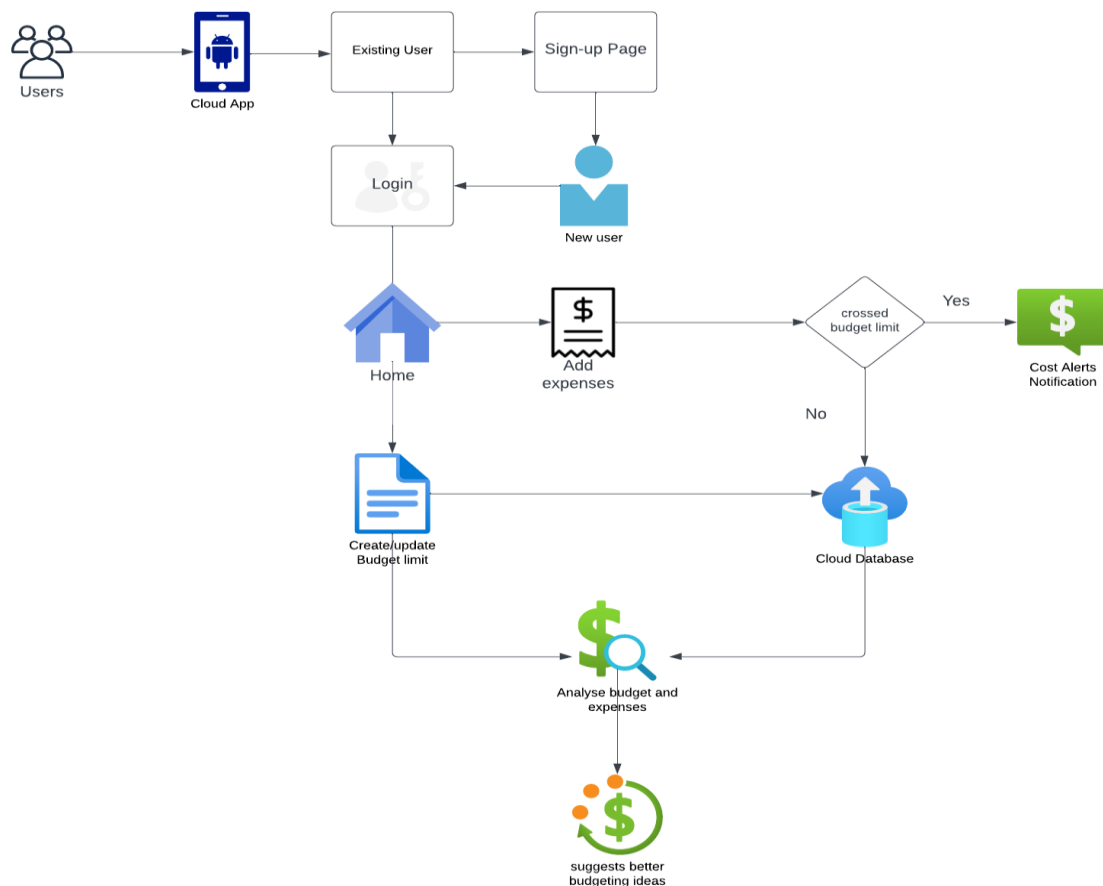 Users
Cloud App
Existing User
Sign-up Page
Login
New user
Home
Add
expenses
crossed
budget limit
Yes
Cost Alerts
Notification
No
Create/update
Budget limit
Cloud Database
Analyse budget and
expenses
suggests better
budgeting ideas